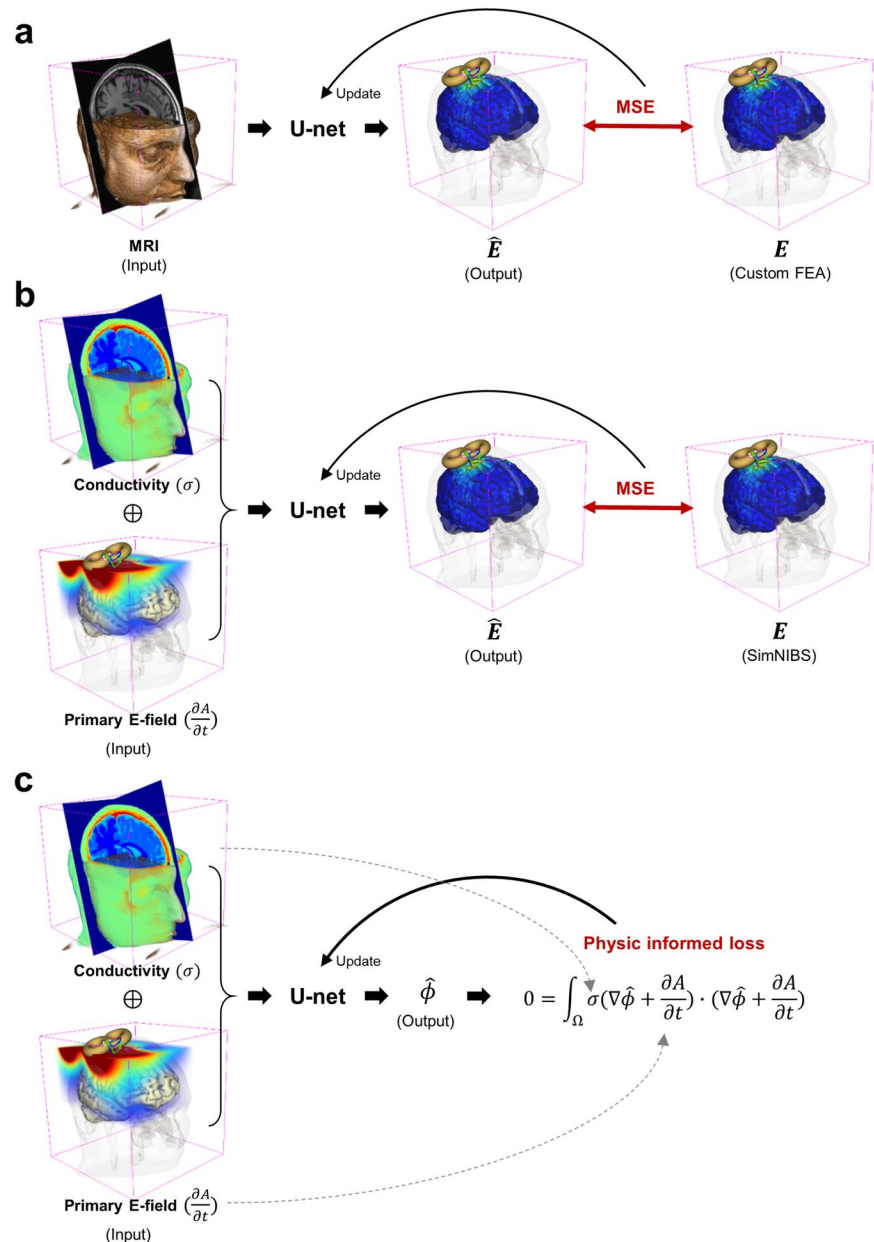 a
Update
U-net
MSE
MRI
(Input)
Ê
(Output)
E
(Custom FEA)
b
Conductivity (σ)
⊕
Primary E-field (∂A/∂t)
(Input)
Update
U-net
MSE
Ê
(Output)
E
(SimNIBS)
c
Conductivity (σ)
⊕
Primary E-field (∂A/∂t)
(Input)
Update
U-net
ϕ̂
(Output)
Physic informed loss
0 = ∫_Ω σ(∇ϕ̂ + ∂A/∂t) · (∇ϕ̂ + ∂A/∂t)